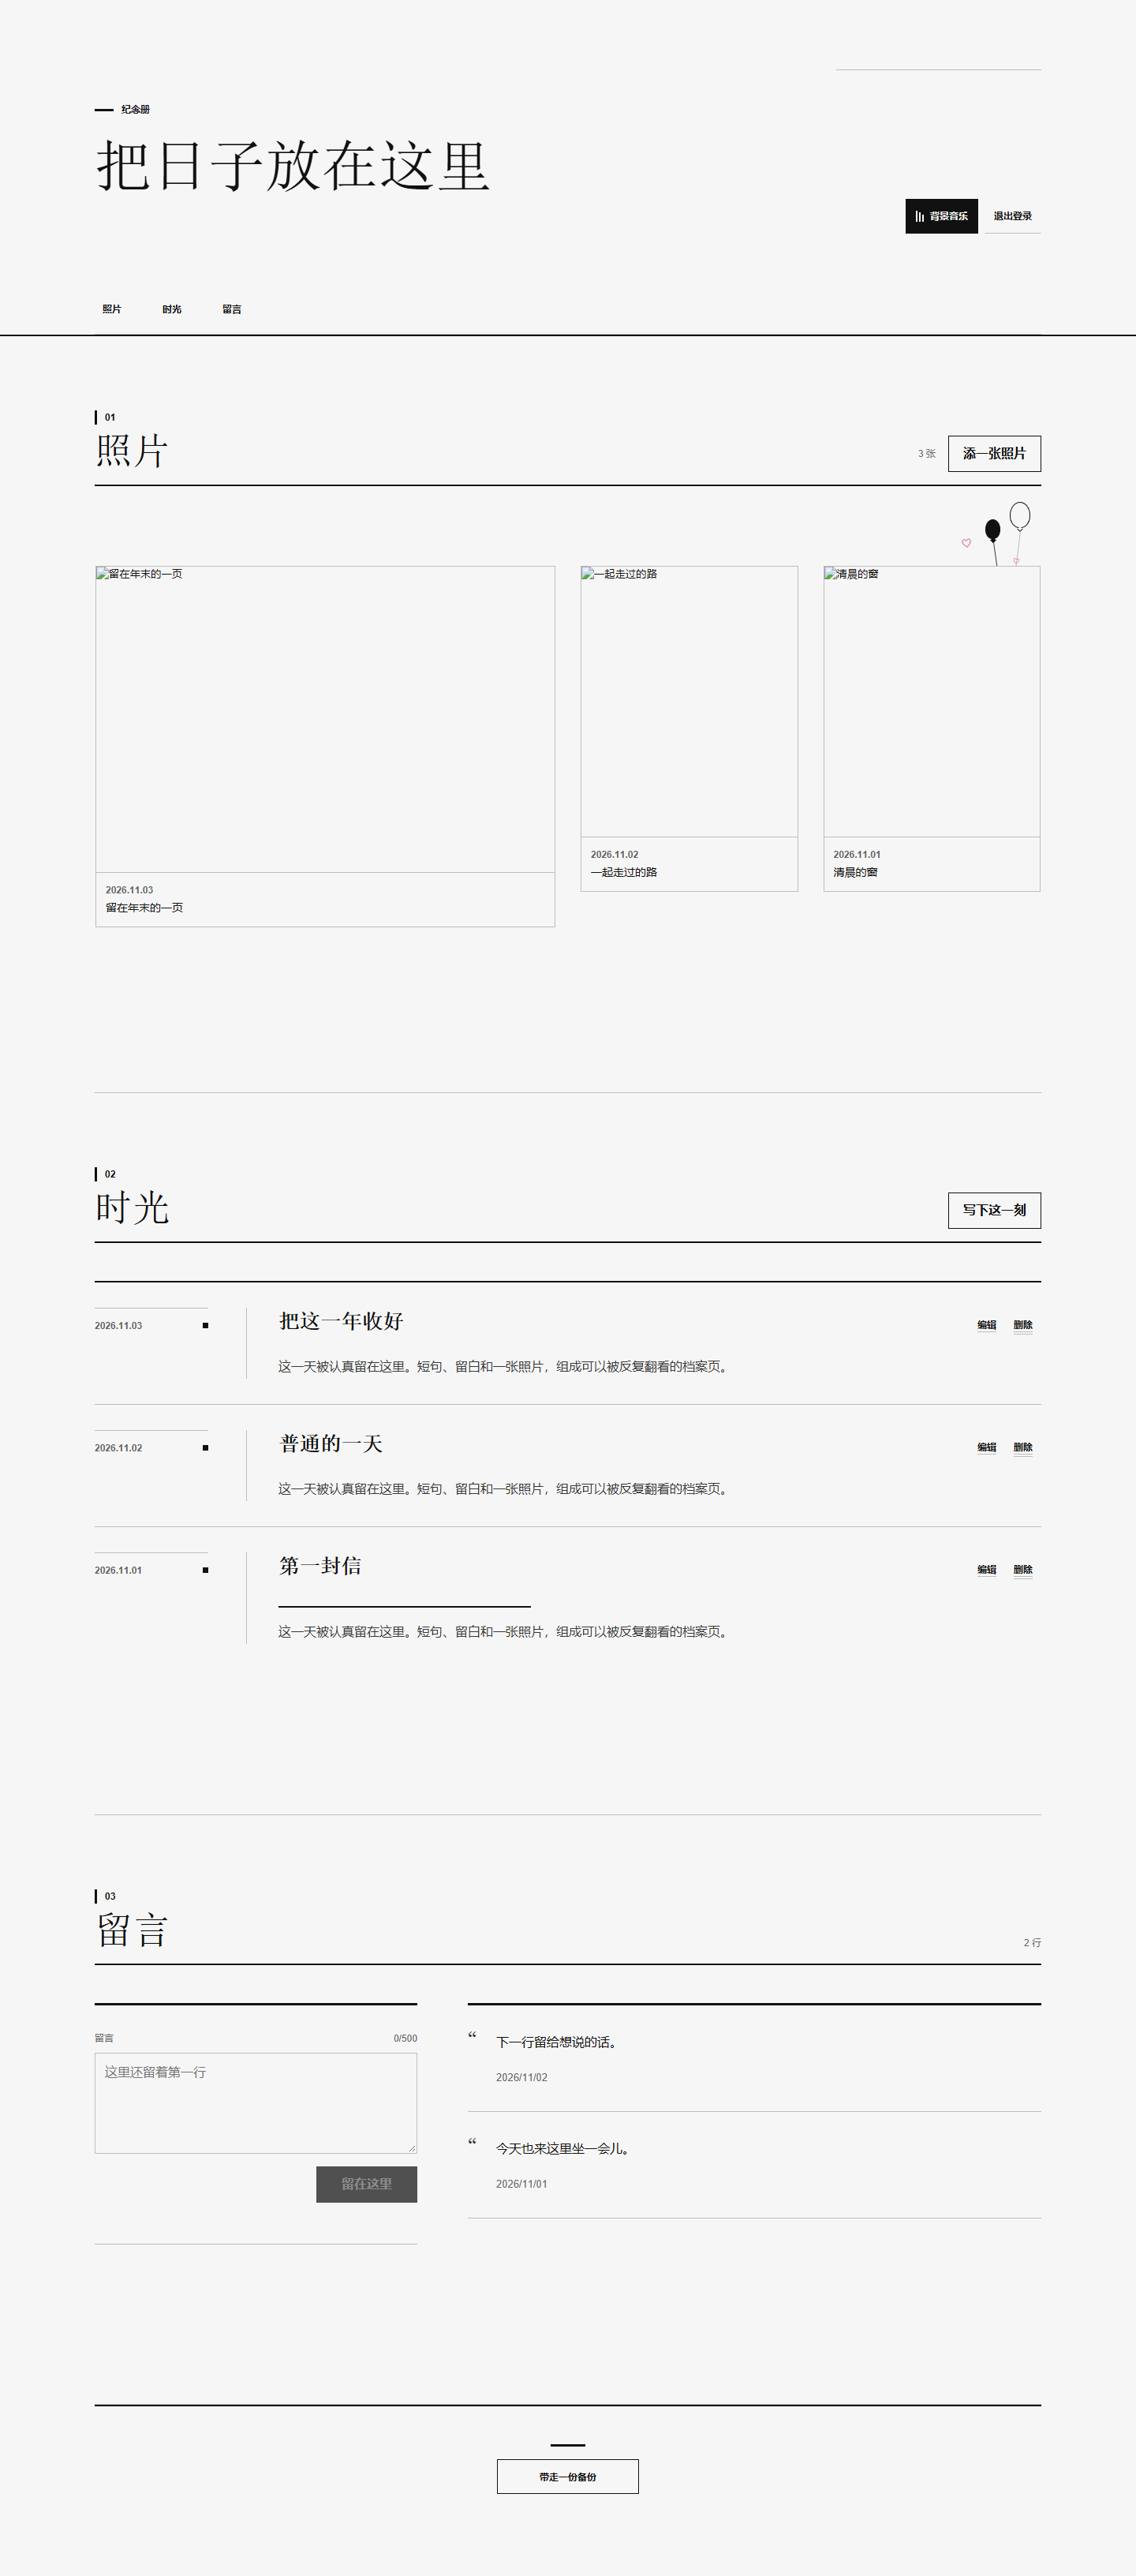 纪念册
把日子放在这里
背景音乐
退出登录
照片 时光 留言
01
照片
3 张 添一张照片
留在年末的一页 一起走过的路 清晨的窗
2026.11.02 2026.11.01
一起走过的路 清晨的窗
2026.11.03
留在年末的一页
02
时光
写下这一刻
2026.11.03 把这一年收好 编辑 删除
这一天被认真留在这里。短句、留白和一张照片，组成可以被反复翻看的档案页。
2026.11.02 普通的一天 编辑 删除
这一天被认真留在这里。短句、留白和一张照片，组成可以被反复翻看的档案页。
2026.11.01 第一封信 编辑 删除
这一天被认真留在这里。短句、留白和一张照片，组成可以被反复翻看的档案页。
03
留言
2 行
留言 0/500
这里还留着第一行
留在这里
“ 下一行留给想说的话。
2026/11/02
“ 今天也来这里坐一会儿。
2026/11/01
带走一份备份